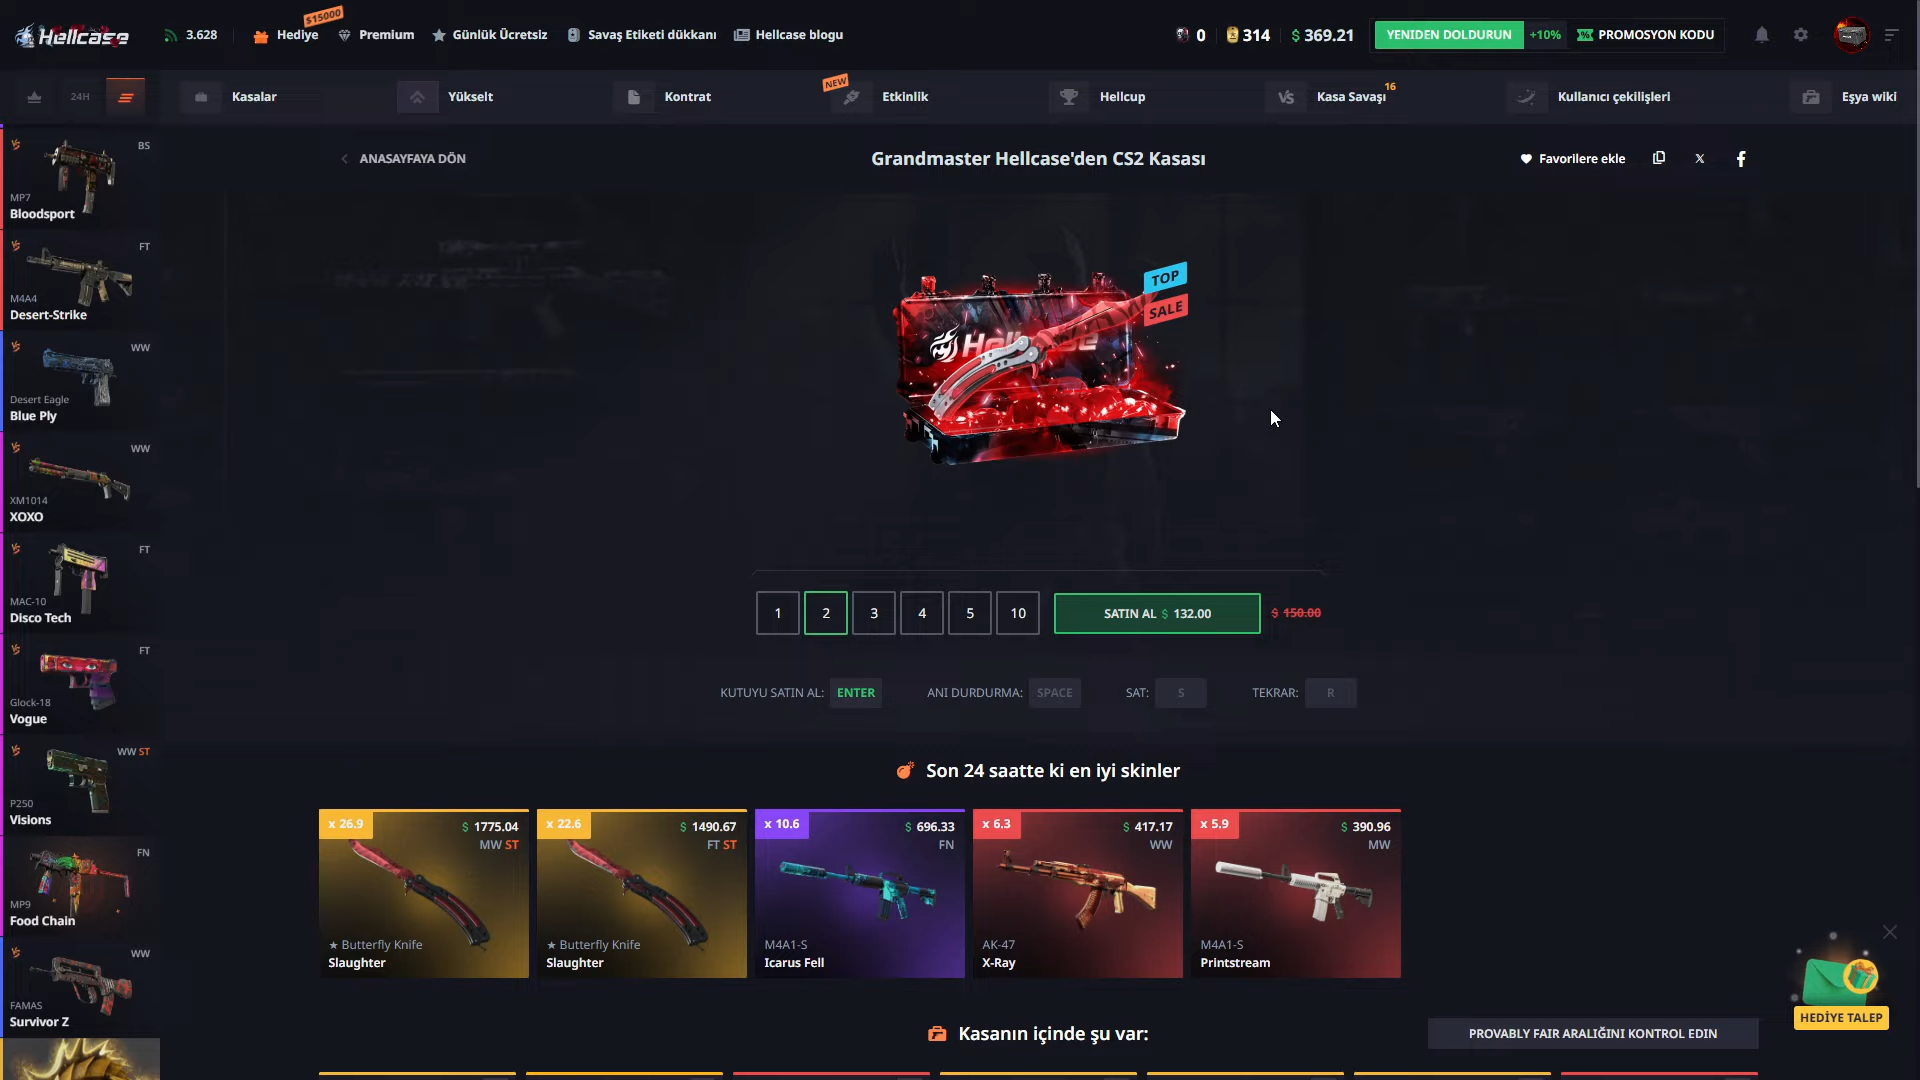 Hellcase
3.628
$15000
Hediye
Premium
Günlük Ücretsiz
Savaş Etiketi dükkanı
Hellcase blogu
0
314
$ 369.21
YENİDEN DOLDURUN
+10%
PROMOSYON KODU
24H
Kasalar
Yükselt
Kontrat
NEW
Etkinlik
Hellcup
VS
Kasa Savaşı
16
Kullanıcı çekilişleri
Eşya wiki
ANASAYFAYA DÖN
Grandmaster Hellcase'den CS2 Kasası
Favorilere ekle
BS
MP7
Bloodsport
FT
M4A4
Desert-Strike
WW
Desert Eagle
Blue Ply
WW
XM1014
XOXO
FT
MAC-10
Disco Tech
FT
Glock-18
Vogue
WW ST
P250
Visions
FN
MP9
Food Chain
WW
FAMAS
Survivor Z
TOP
SALE
Hellcase
1
2
3
4
5
10
SATIN AL $ 132.00
$ 150.00
KUTUYU SATIN AL: ENTER
ANI DURDURMA: SPACE
SAT: S
TEKRAR: R
Son 24 saatte ki en iyi skinler
x 26.9
$ 1775.04
MW ST
★ Butterfly Knife
Slaughter
x 22.6
$ 1490.67
FT ST
★ Butterfly Knife
Slaughter
x 10.6
$ 696.33
FN
M4A1-S
Icarus Fell
x 6.3
$ 417.17
WW
AK-47
X-Ray
x 5.9
$ 390.96
MW
M4A1-S
Printstream
HEDİYE TALEP
Kasanın içinde şu var:
PROVABLY FAIR ARALIĞINI KONTROL EDIN